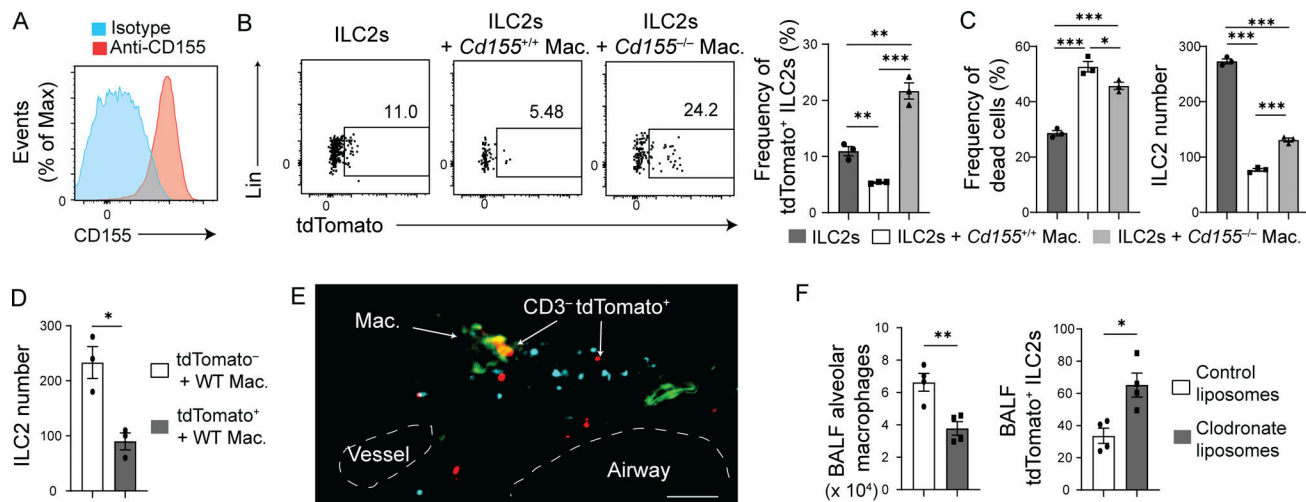 A
Isotype
Anti-CD155
Events
(% of Max)
0
0
CD155
B
ILC2s
ILC2s
+ Cd155+/+ Mac.
ILC2s
+ Cd155–/– Mac.
Lin
0
11.0
0
5.48
0
24.2
0
0
0
tdTomato
Frequency of
tdTomato+ ILC2s (%)
30
25
20
15
10
5
0
**
***
**
C
Frequency of
dead cells (%)
60
40
20
0
***
***
*
ILC2 number
300
200
100
0
***
***
***
ILC2s
ILC2s + Cd155+/+ Mac.
ILC2s + Cd155–/– Mac.
D
ILC2 number
300
200
100
0
*
tdTomato–
+ WT Mac.
tdTomato+
+ WT Mac.
E
Mac.
CD3– tdTomato+
Vessel
Airway
F
BALF alveolar
macrophages
(x 10⁴)
10
8
6
4
2
0
**
BALF
tdTomato+ ILC2s
100
80
60
40
20
0
*
Control
liposomes
Clodronate
liposomes